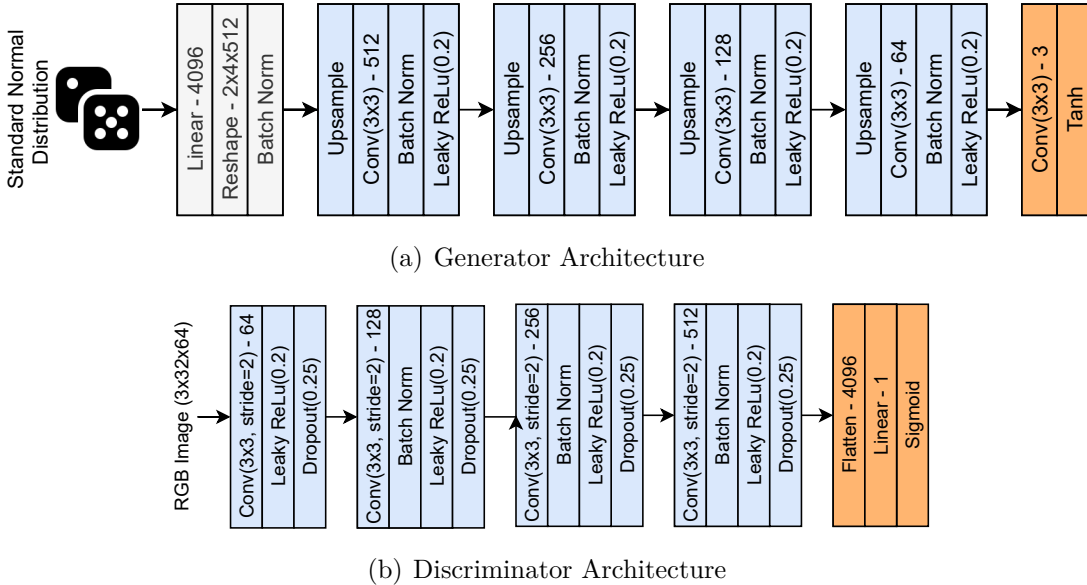 Standard Normal
Distribution
Linear - 4096
Reshape - 2x4x512
Batch Norm
Upsample
Conv(3x3) - 512
Batch Norm
Leaky ReLu(0.2)
Upsample
Conv(3x3) - 256
Batch Norm
Leaky ReLu(0.2)
Upsample
Conv(3x3) - 128
Batch Norm
Leaky ReLu(0.2)
Upsample
Conv(3x3) - 64
Batch Norm
Leaky ReLu(0.2)
Conv(3x3) - 3
Tanh
(a) Generator Architecture
RGB Image (3x32x64)
Conv(3x3, stride=2) - 64
Leaky ReLu(0.2)
Dropout(0.25)
Conv(3x3, stride=2) - 128
Batch Norm
Leaky ReLu(0.2)
Dropout(0.25)
Conv(3x3, stride=2) - 256
Batch Norm
Leaky ReLu(0.2)
Dropout(0.25)
Conv(3x3, stride=2) - 512
Batch Norm
Leaky ReLu(0.2)
Dropout(0.25)
Flatten - 4096
Linear - 1
Sigmoid
(b) Discriminator Architecture